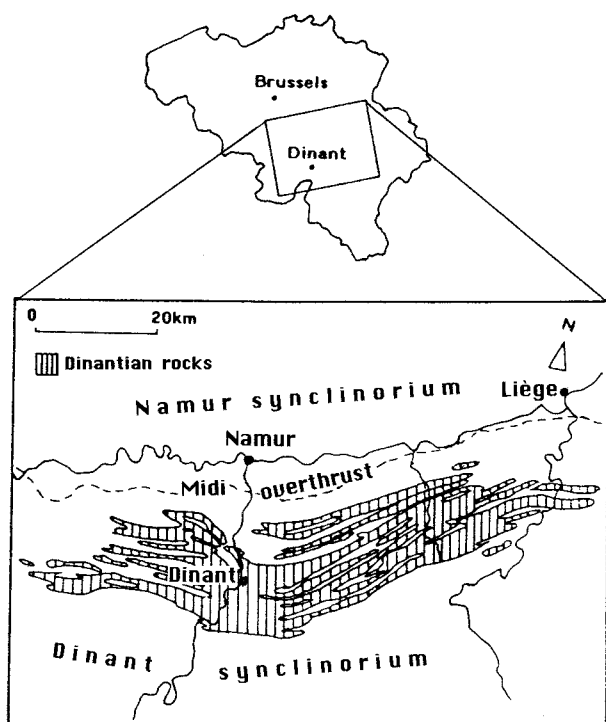 Brussels
Dinant
0 20km
N
Dinantian rocks
Liège
Namur synclinorium
Namur
Midi overthrust
Dinant
Dinant synclinorium